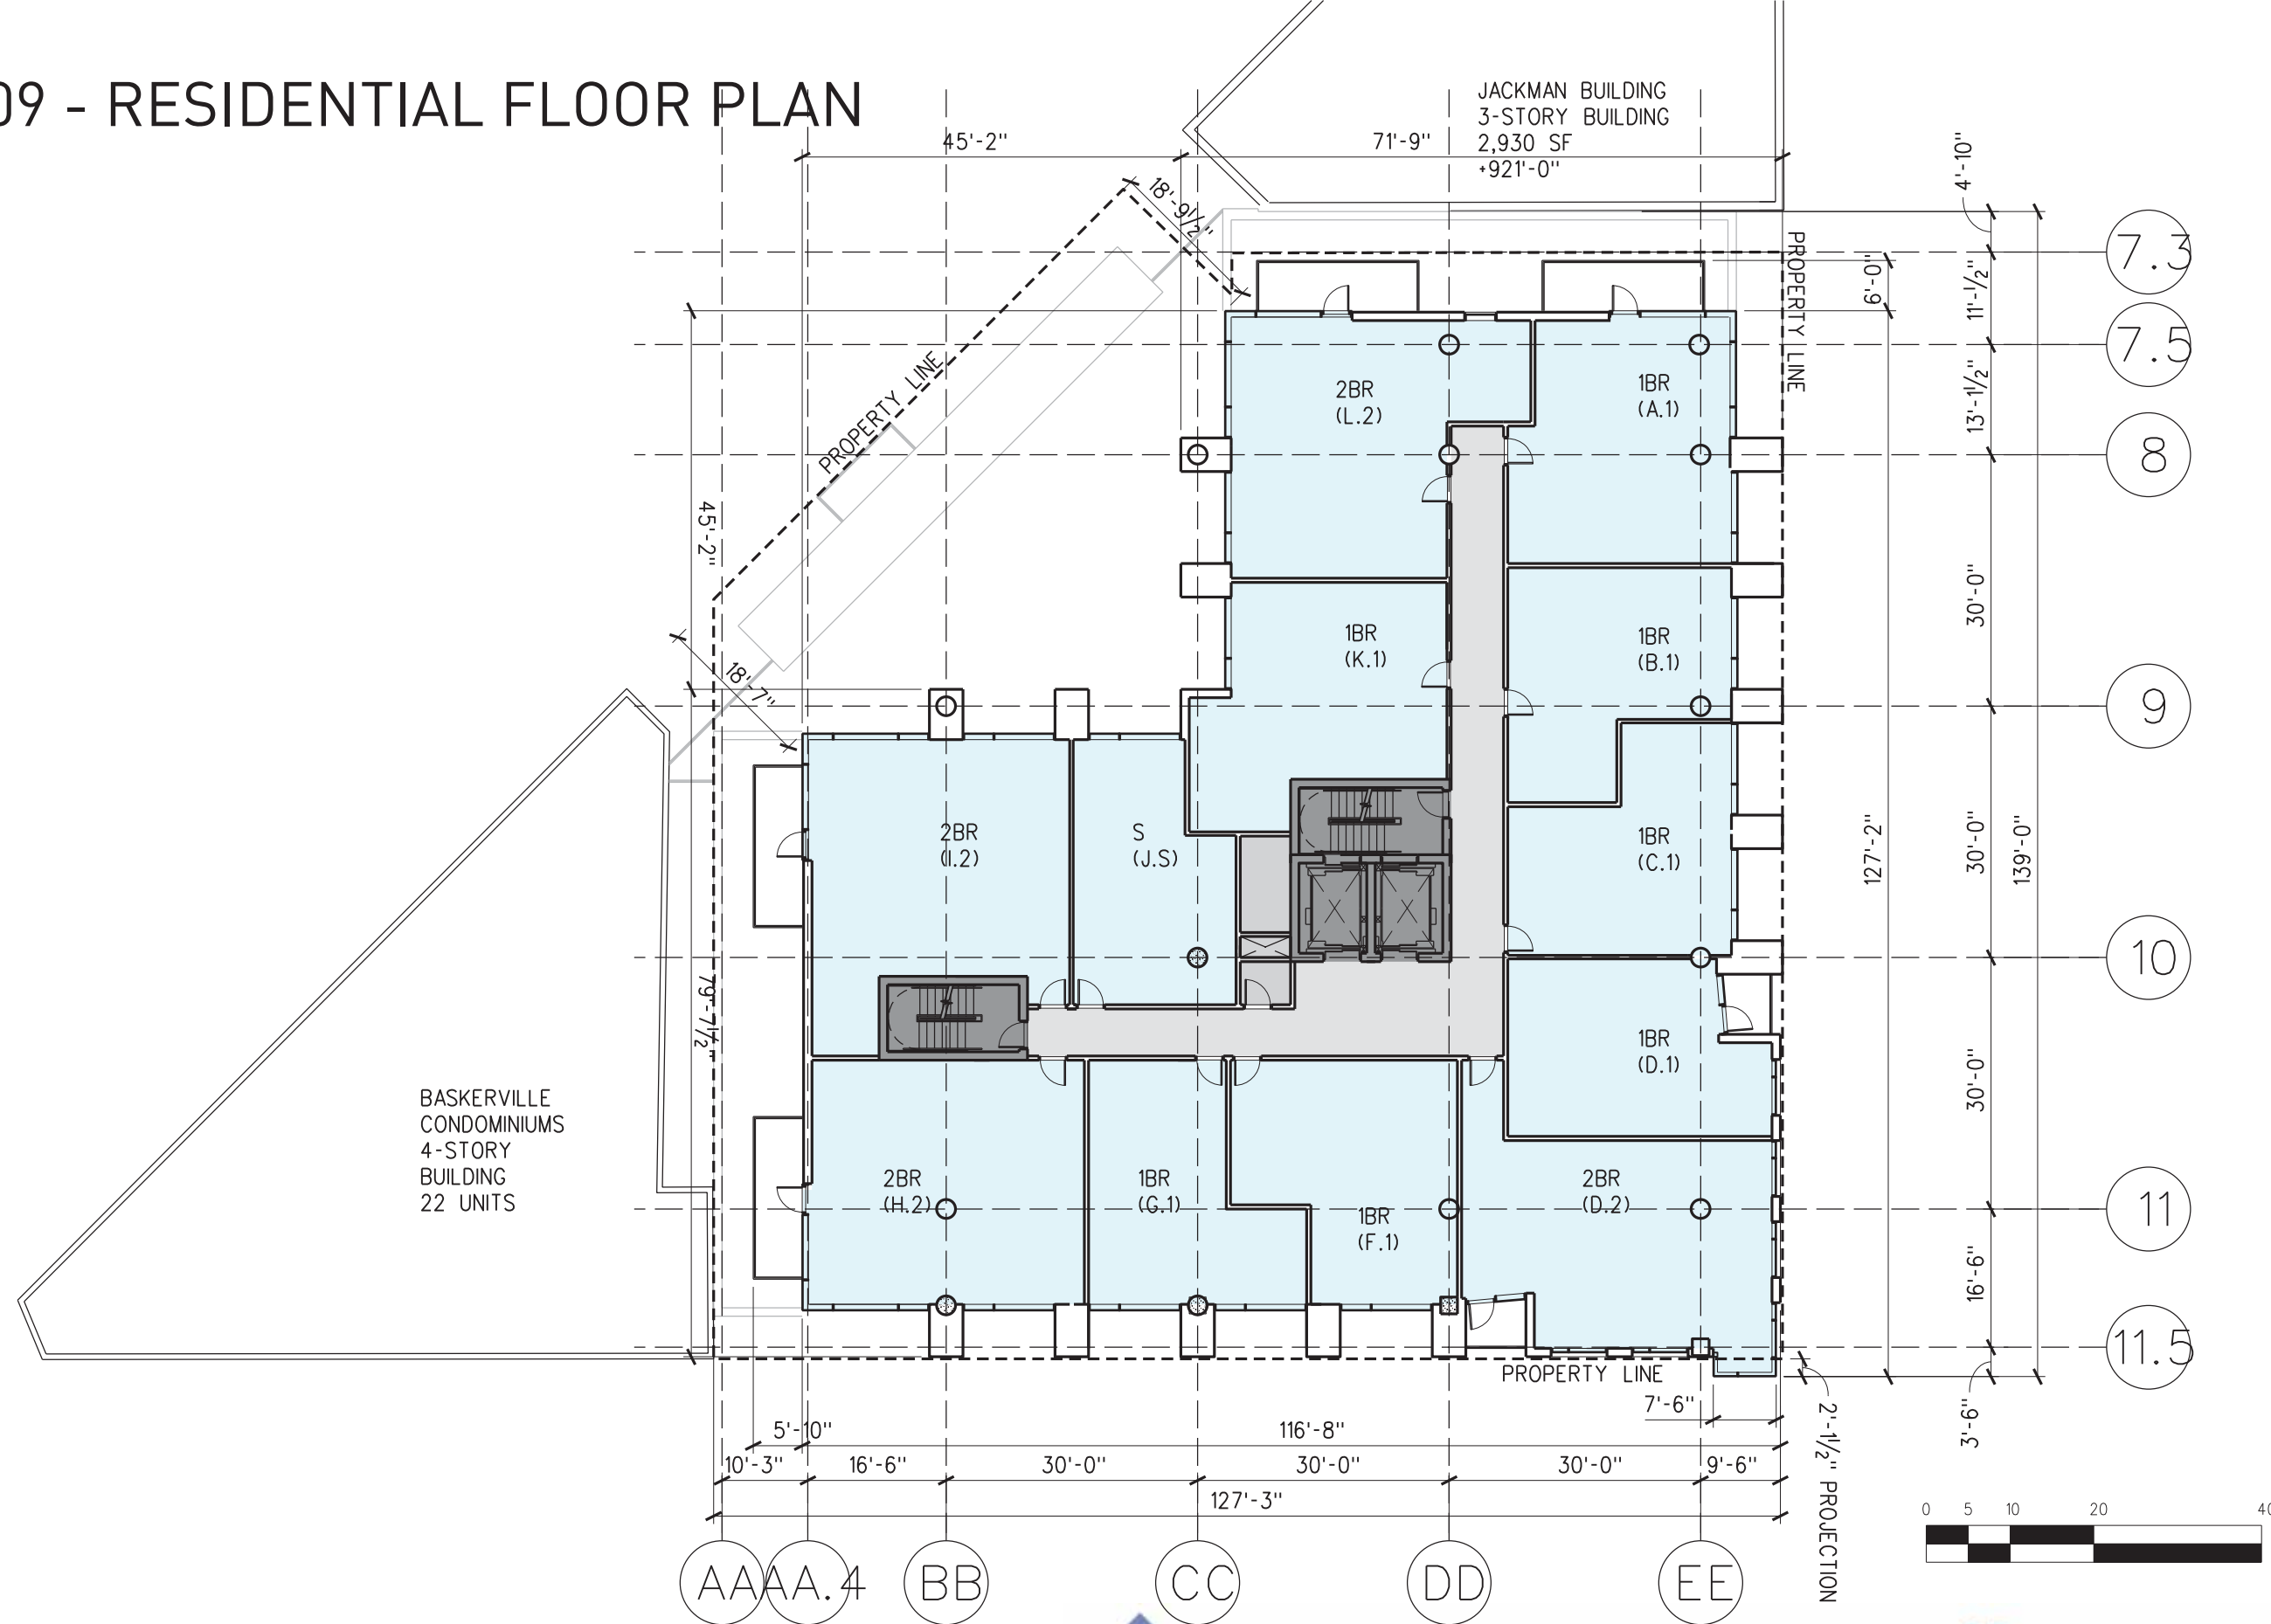 09 - RESIDENTIAL FLOOR PLAN
JACKMAN BUILDING
3-STORY BUILDING
2,930 SF
+921'-0"
45'-2"
71'-9"
18'-9 1/2"
4'-10"
7.3
PROPERTY LINE
6'-0"
11'-1/2"
7.5
PROPERTY LINE
13'-1/2"
8
2BR
(L.2)
1BR
(A.1)
45'-2"
30'-0"
1BR
(K.1)
1BR
(B.1)
18'-7"
9
2BR
(I.2)
S
(J.S)
1BR
(C.1)
127'-2"
30'-0"
139'-0"
10
79'-7 1/2"
1BR
(D.1)
30'-0"
BASKERVILLE
CONDOMINIUMS
4-STORY
BUILDING
22 UNITS
2BR
(H.2)
1BR
(G.1)
1BR
(F.1)
2BR
(D.2)
11
16'-6"
11.5
PROPERTY LINE
7'-6"
3'-6"
2'-1 1/2" PROJECTION
5'-10"
116'-8"
10'-3"
16'-6"
30'-0"
30'-0"
30'-0"
9'-6"
127'-3"
0 5 10 20 40
AA
AA.4
BB
CC
DD
EE